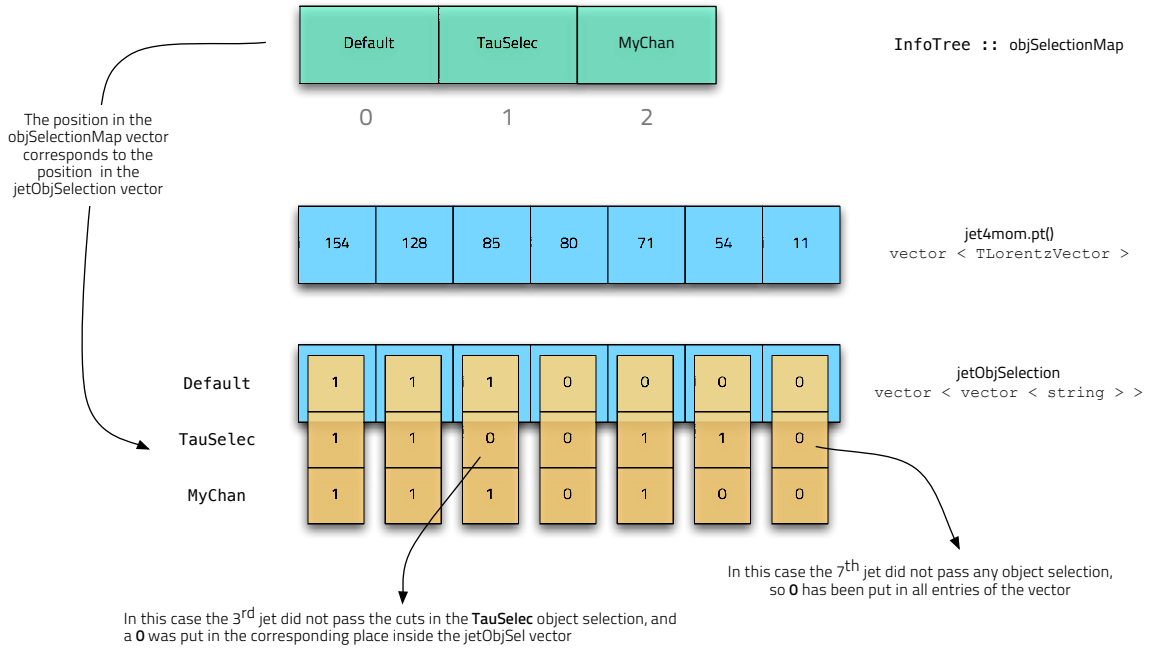 Default TauSelec MyChan
InfoTree :: objSelectionMap
0 1 2
The position in the
objSelectionMap vector
corresponds to the
position in the
jetObjSelection vector
154 128 85 80 71 54 11
jet4mom.pt()
vector < TLorentzVector >
Default 1 1 1 0 0 0 0
jetObjSelection
vector < vector < string > >
TauSelec 1 1 0 0 1 1 0
MyChan 1 1 1 0 1 0 0
In this case the 7th jet did not pass any object selection,
so 0 has been put in all entries of the vector
In this case the 3rd jet did not pass the cuts in the TauSelec object selection, and
a 0 was put in the corresponding place inside the jetObjSel vector